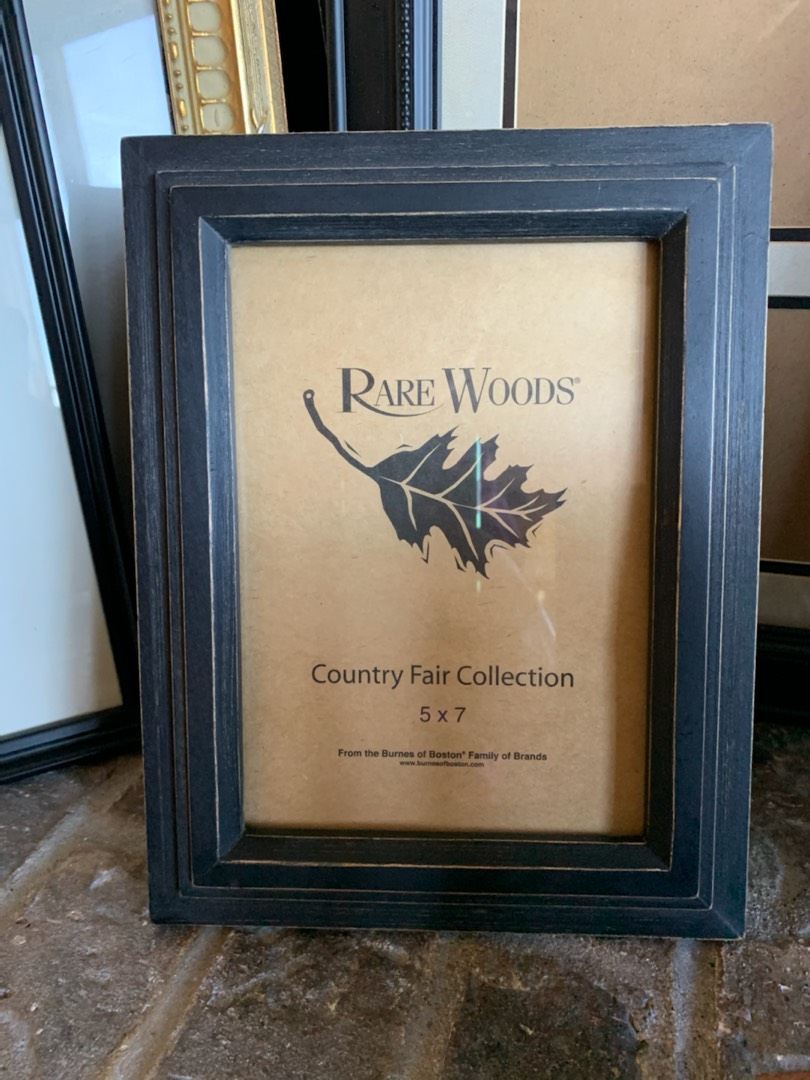 RARE WOODS®
Country Fair Collection
5 x 7
From the Burnes of Boston® Family of Brands
www.burnesofboston.com